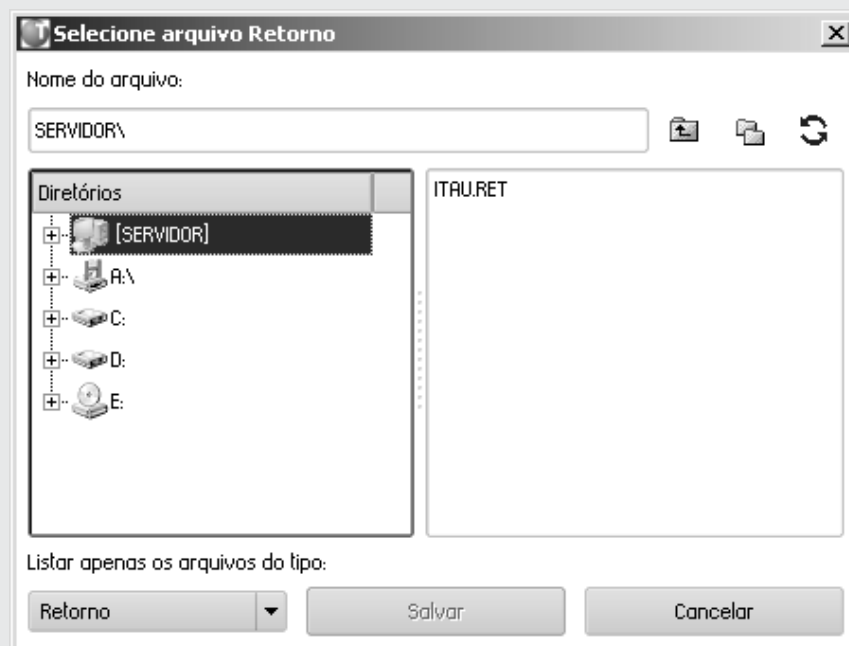 Selecione arquivo Retorno
Nome do arquivo:
SERVIDOR\
Diretórios
[SERVIDOR]
A:\
C:
D:
E:
ITAU.RET
Listar apenas os arquivos do tipo:
Retorno
Salvar
Cancelar